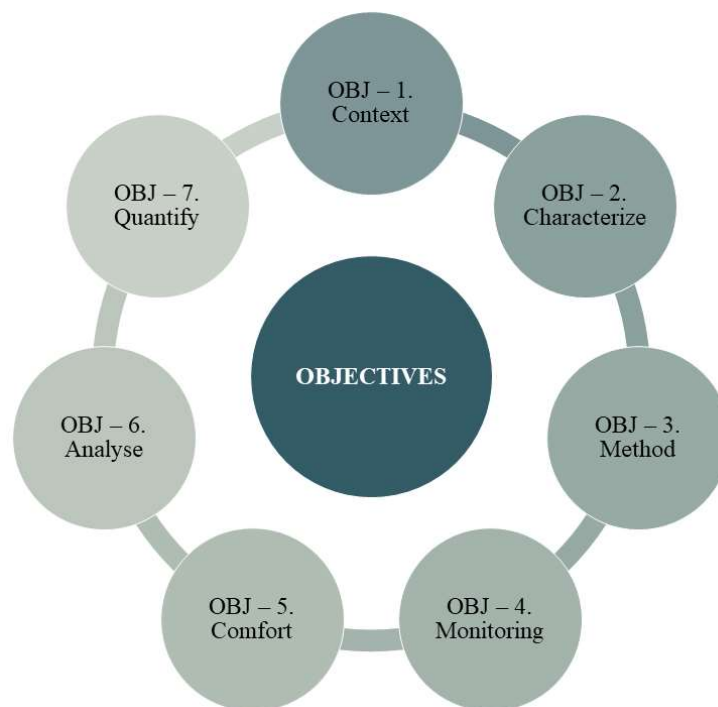 OBJ – 1.
Context
OBJ – 2.
Characterize
OBJ – 3.
Method
OBJ – 4.
Monitoring
OBJ – 5.
Comfort
OBJ – 6.
Analyse
OBJ – 7.
Quantify
OBJECTIVES